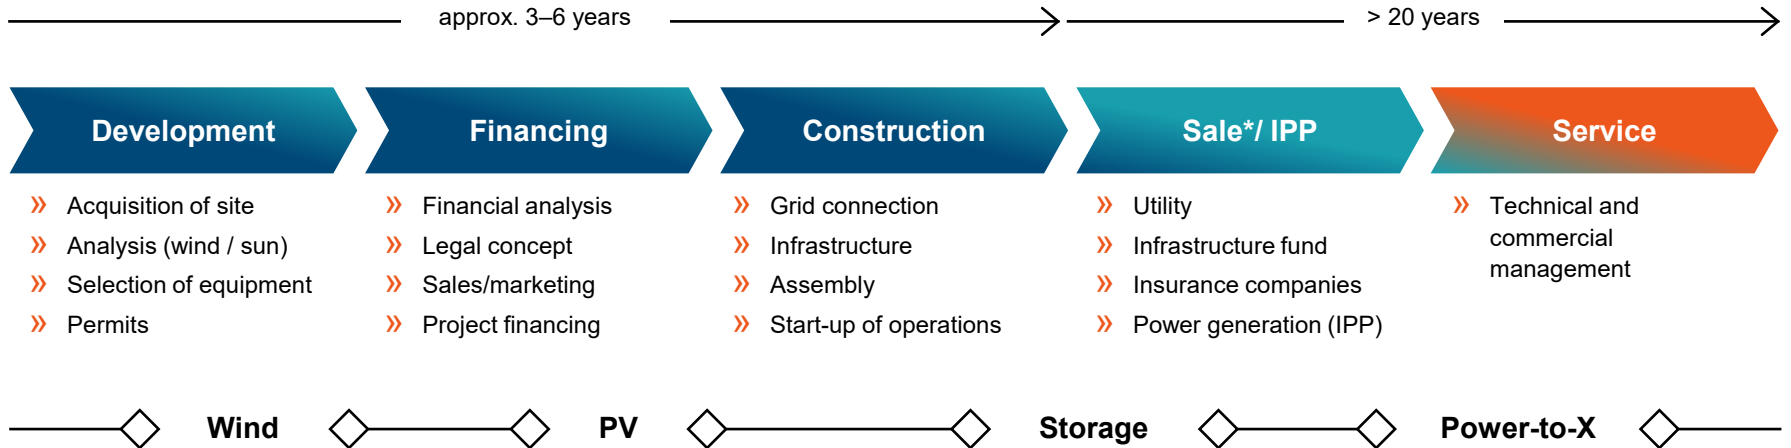 approx. 3–6 years
> 20 years
Development
Financing
Construction
Sale*/ IPP
Service
» Acquisition of site
» Analysis (wind / sun)
» Selection of equipment
» Permits
» Financial analysis
» Legal concept
» Sales/marketing
» Project financing
» Grid connection
» Infrastructure
» Assembly
» Start-up of operations
» Utility
» Infrastructure fund
» Insurance companies
» Power generation (IPP)
» Technical and
commercial
management
Wind
PV
Storage
Power-to-X